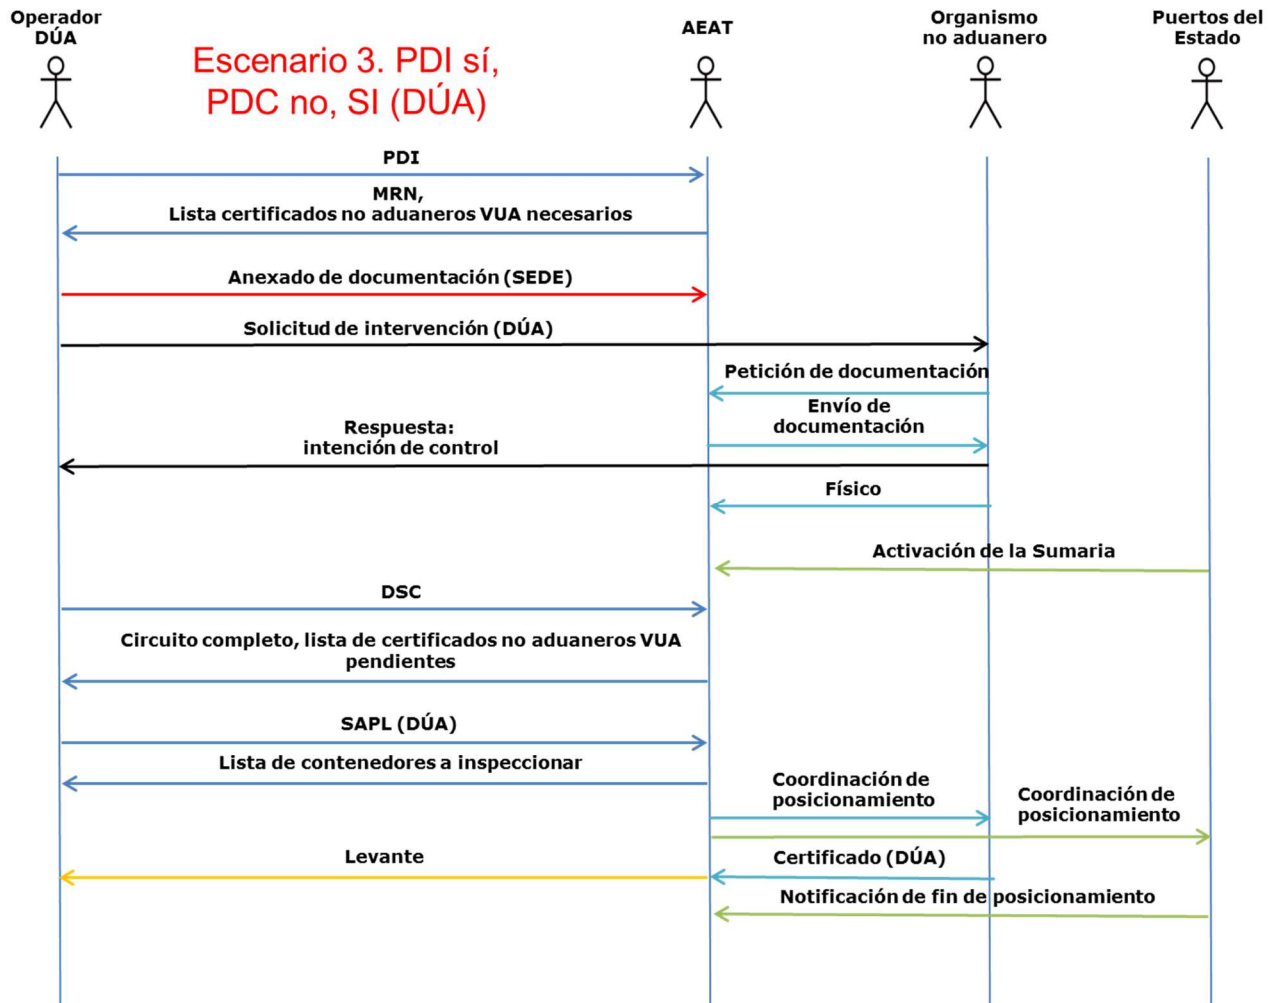 Operador
DÚA
AEAT
Organismo
no aduanero
Puertos del
Estado
Escenario 3. PDI sí,
PDC no, SI (DÚA)
PDI
MRN,
Lista certificados no aduaneros VUA necesarios
Anexado de documentación (SEDE)
Solicitud de intervención (DÚA)
Petición de documentación
Envío de
documentación
Respuesta:
intención de control
Físico
Activación de la Sumaria
DSC
Circuito completo, lista de certificados no aduaneros VUA
pendientes
SAPL (DÚA)
Lista de contenedores a inspeccionar
Coordinación de
posicionamiento
Coordinación de
posicionamiento
Levante
Certificado (DÚA)
Notificación de fin de posicionamiento